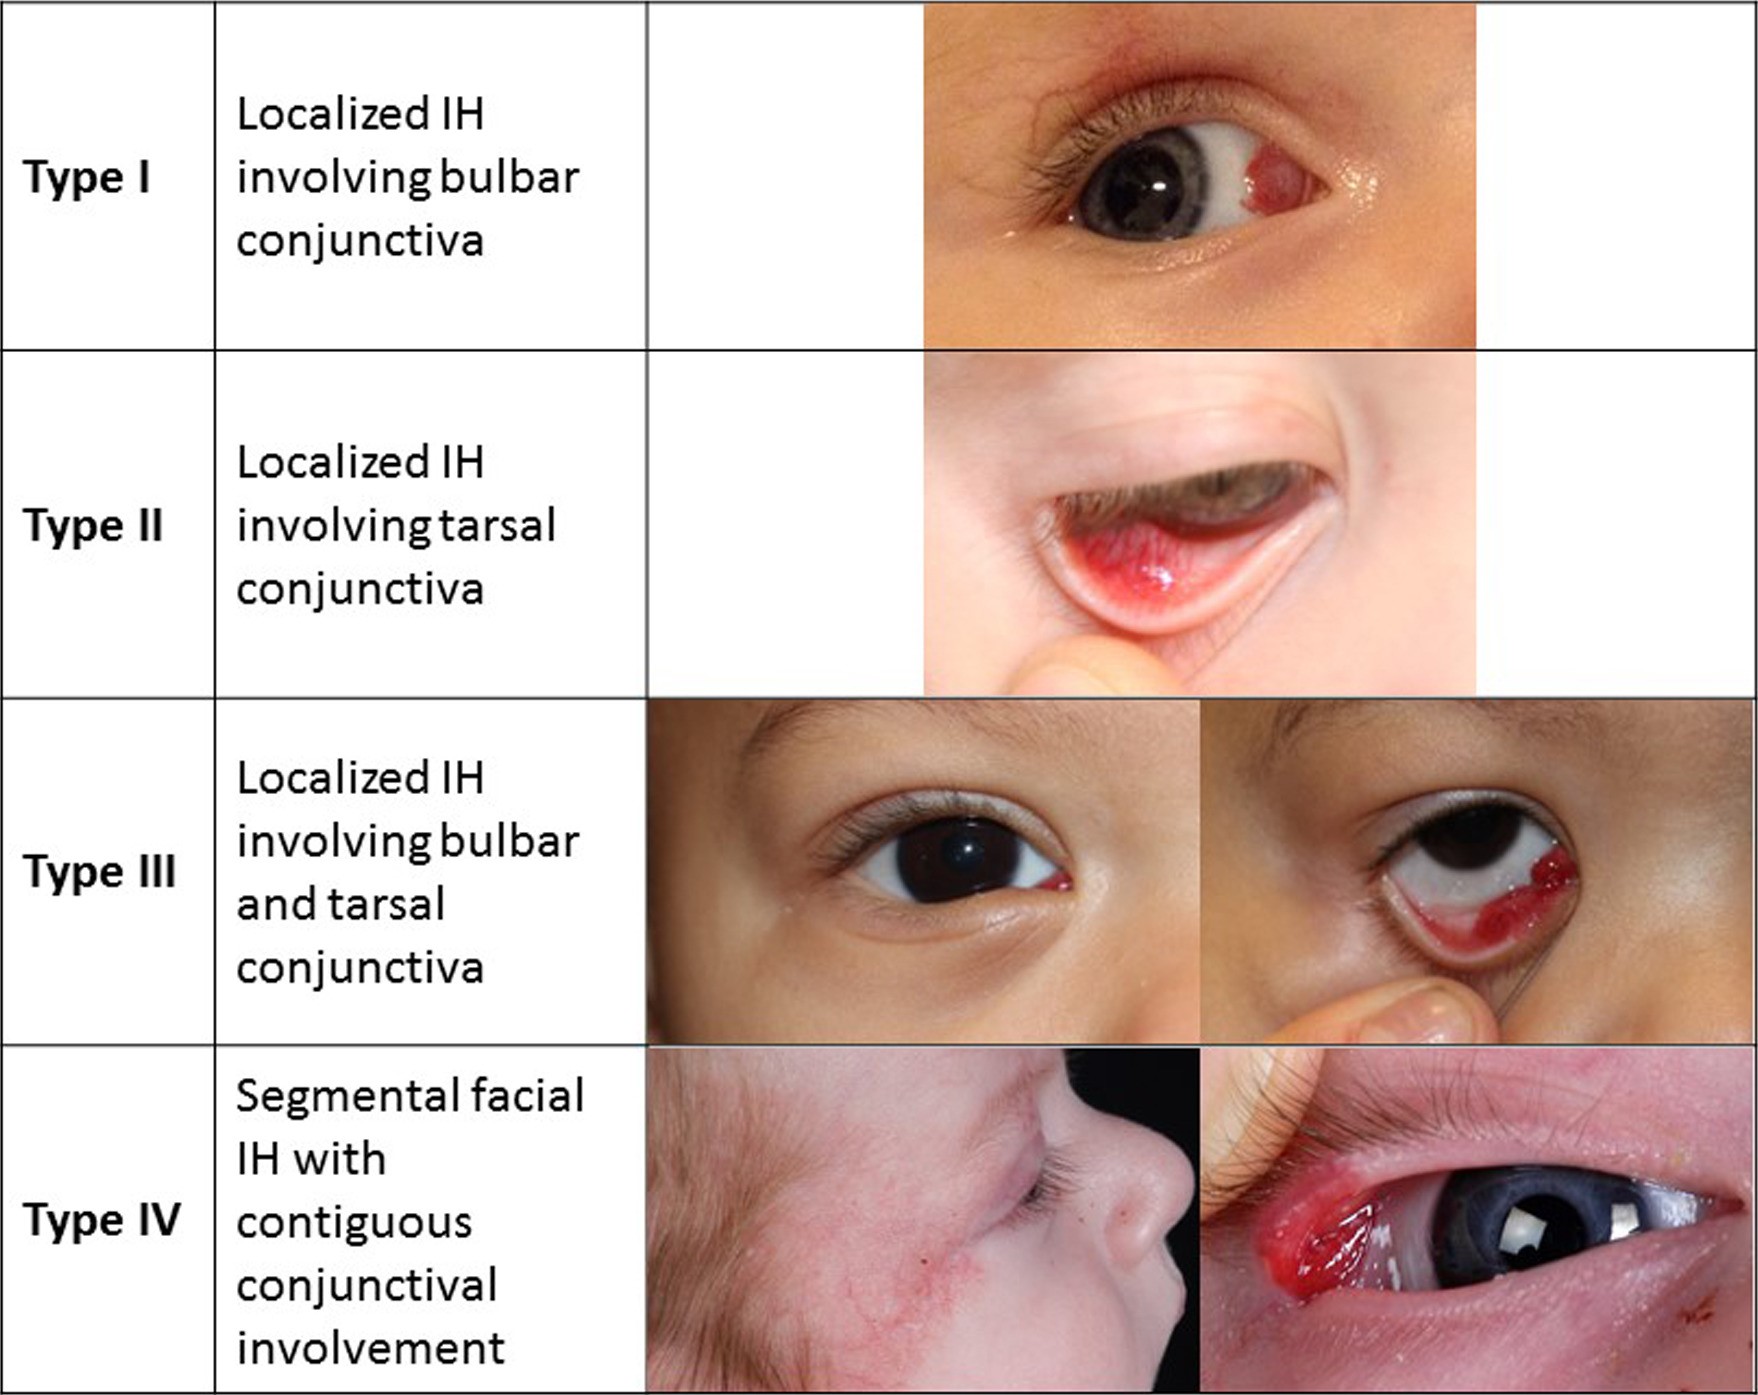 Type I
Localized IH
involving bulbar
conjunctiva
Type II
Localized IH
involving tarsal
conjunctiva
Type III
Localized IH
involving bulbar
and tarsal
conjunctiva
Type IV
Segmental facial
IH with
contiguous
conjunctival
involvement